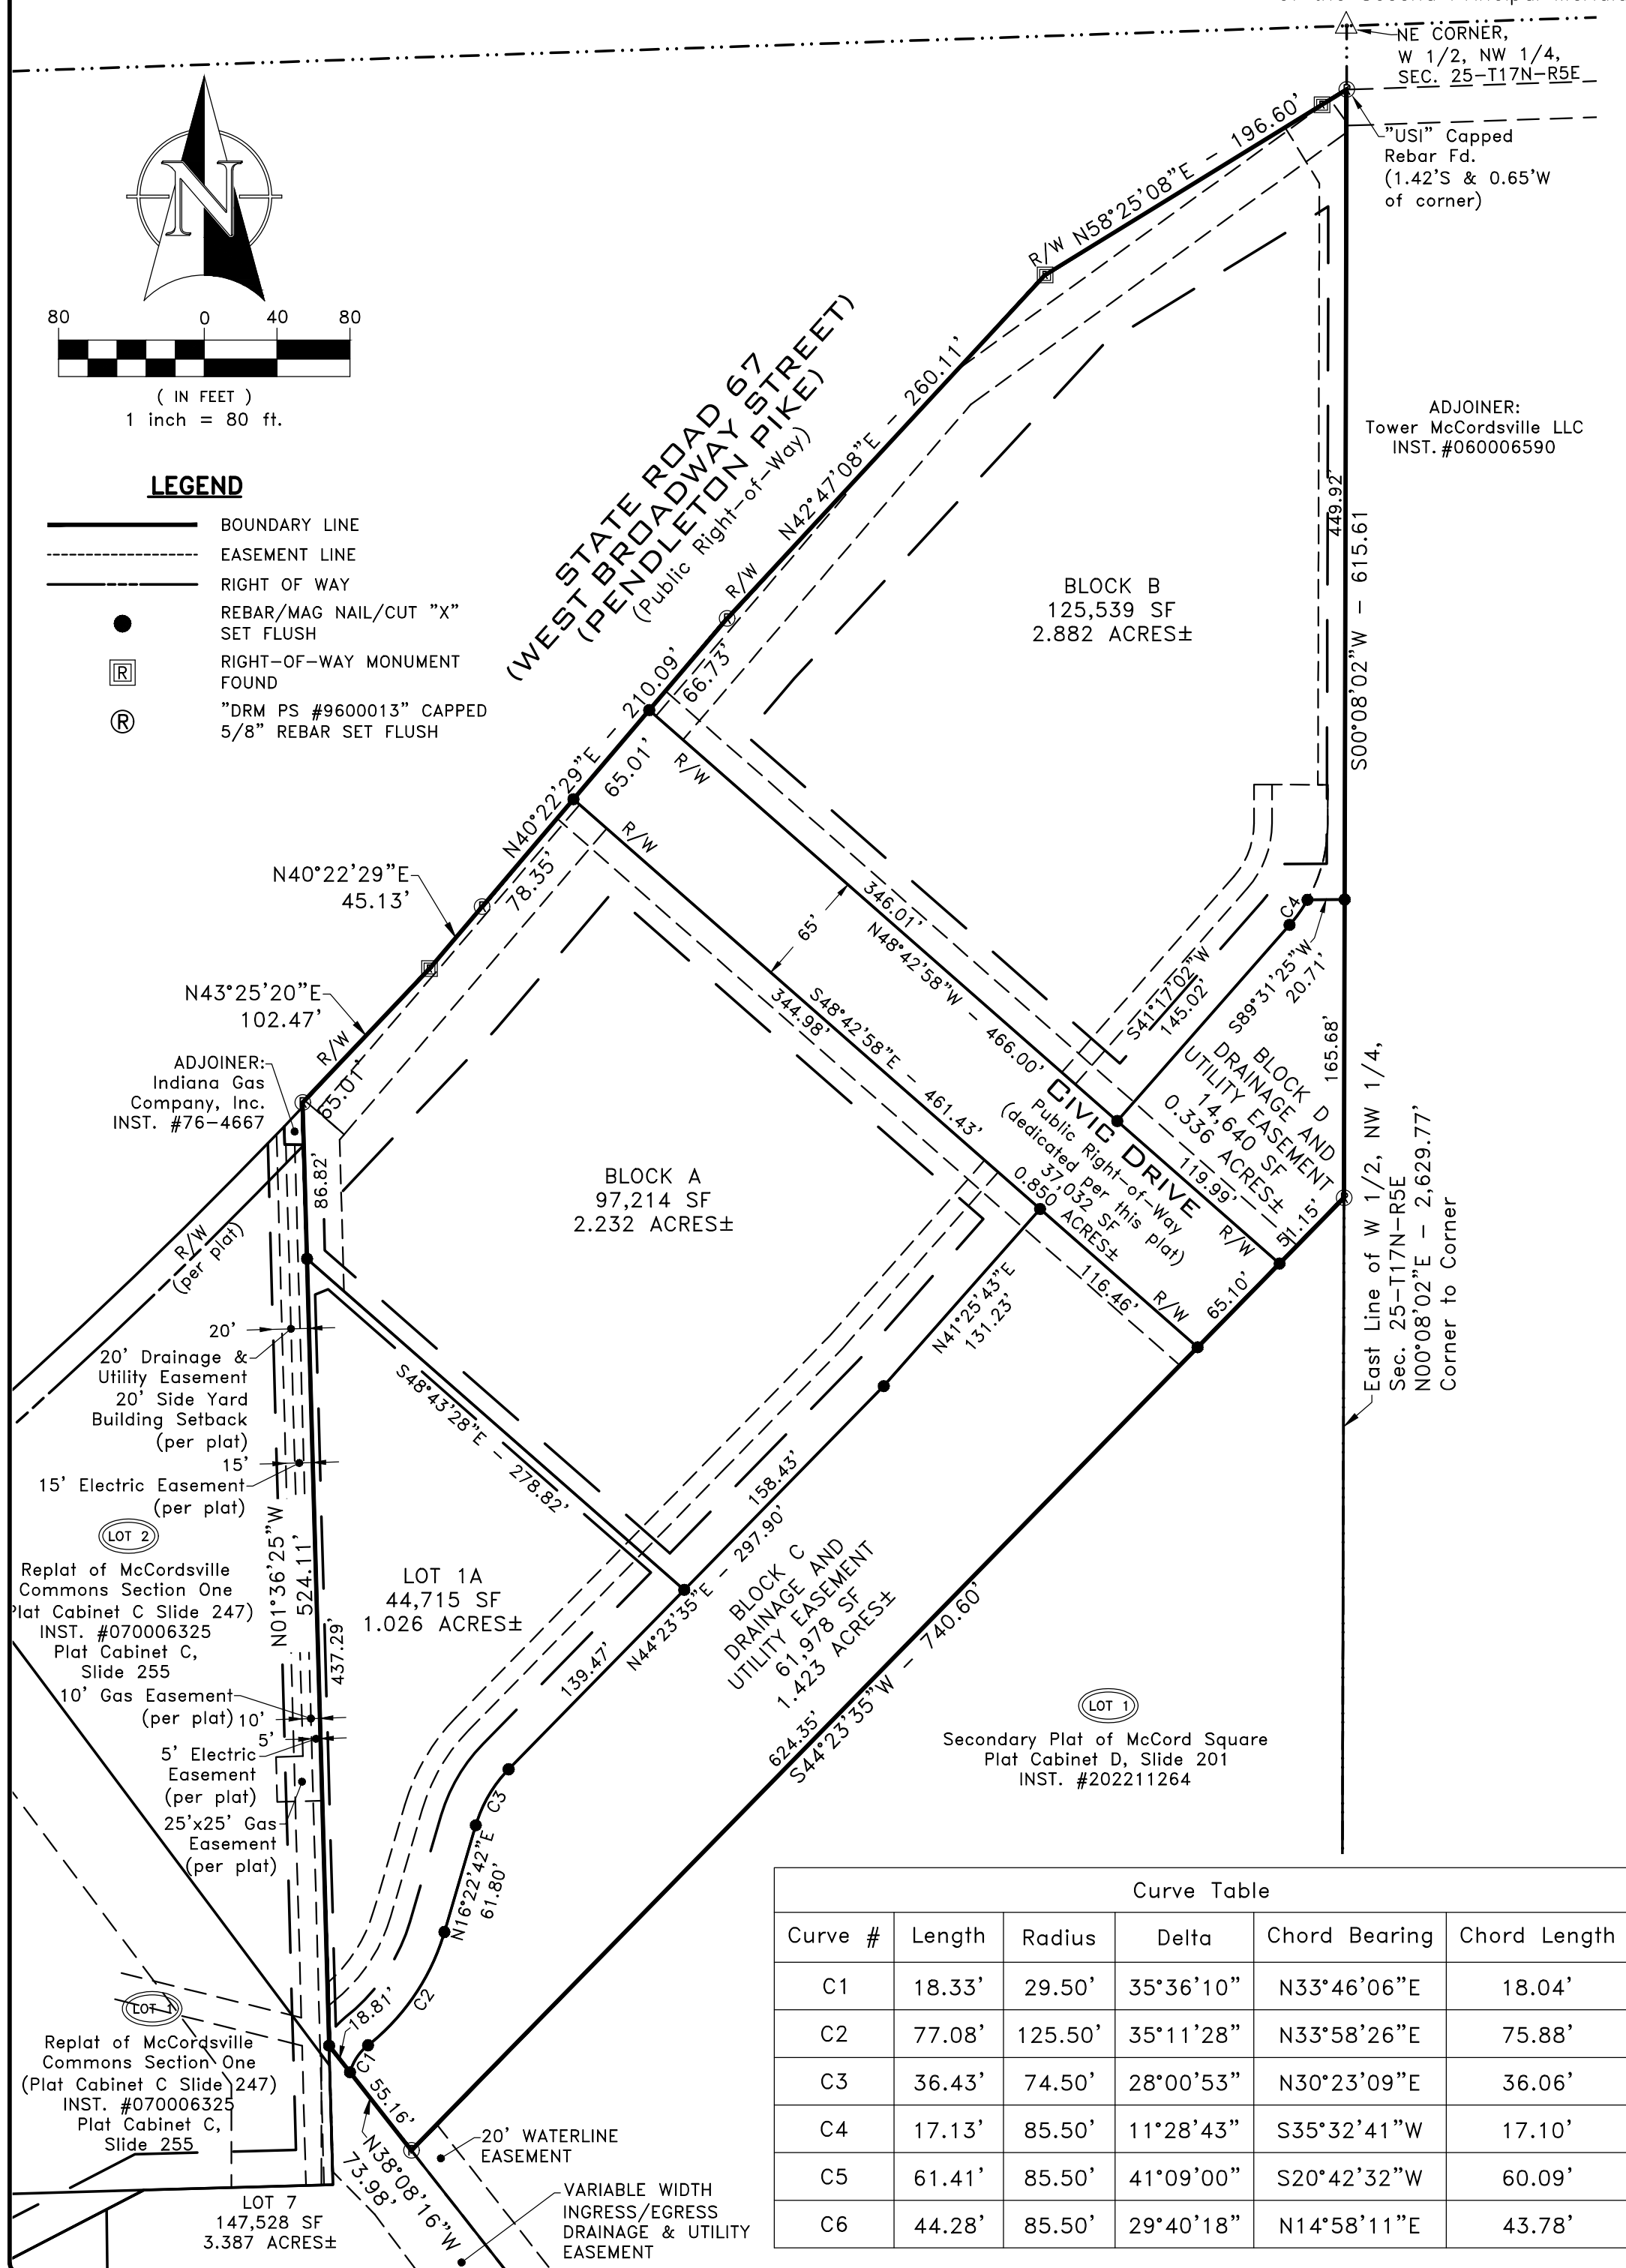 NE CORNER,
W 1/2, NW 1/4,
SEC. 25-T17N-R5E
"USI" Capped
Rebar Fd.
(1.42'S & 0.65'W
of corner)
N
80 0 40 80
( IN FEET )
1 inch = 80 ft.
LEGEND
BOUNDARY LINE
EASEMENT LINE
RIGHT OF WAY
REBAR/MAG NAIL/CUT "X"
SET FLUSH
R RIGHT-OF-WAY MONUMENT
FOUND
R "DRM PS #9600013" CAPPED
5/8" REBAR SET FLUSH
STATE ROAD 67
(WEST BROADWAY STREET)
(PENDLETON PIKE)
(Public Right-of-Way)
R/W N58°25'08"E - 196.60'
N42°47'08"E - 260.11'
R/W
N40°22'29"E - 210.09'
66.73'
65.01'
78.35'
N40°22'29"E
45.13'
N43°25'20"E
102.47'
R/W
65.01'
ADJOINER:
Tower McCordsville LLC
INST.#060006590
449.92'
S00°08'02"W - 615.61
BLOCK B
125,539 SF
2.882 ACRES±
R/W
R/W
346.01'
N48°42'58"W - 466.00'
65'
344.98'
S48°42'58"E - 461.43'
C4
S41°17'02"W
145.02'
S89°31'25"W
20.71'
165.68'
BLOCK D
DRAINAGE AND
UTILITY EASEMENT
14,640 SF
0.336 ACRES±
119.99'
51.15'
R/W
CIVIC DRIVE
Public Right-of-Way
(dedicated per this
plat)
37,032 SF
0.850 ACRES±
116.46'
R/W
65.10'
East Line of W 1/2, NW 1/4,
Sec. 25-T17N-R5E
N00°08'02"E - 2,629.77'
Corner to Corner
ADJOINER:
Indiana Gas
Company, Inc.
INST. #76-4667
86.82'
BLOCK A
97,214 SF
2.232 ACRES±
R/W
(per plat)
20'
20' Drainage &
Utility Easement
20' Side Yard
Building Setback
(per plat)
15'
15' Electric Easement
(per plat)
N41°25'43"E
131.23'
S48°43'28"E - 278.82'
158.43'
N44°23'35"E - 297.90'
139.47'
N01°36'25"W
524.11'
437.29'
LOT 2
Replat of McCordsville
Commons Section One
Plat Cabinet C Slide 247)
INST. #070006325
Plat Cabinet C,
Slide 255
10' Gas Easement
(per plat) 10'
5'
5' Electric
Easement
(per plat)
25'x25' Gas
Easement
(per plat)
LOT 1A
44,715 SF
1.026 ACRES±
BLOCK C
DRAINAGE AND
UTILITY EASEMENT
61,978 SF
1.423 ACRES±
624.35'
S44°23'35"W - 740.60'
LOT 1
Secondary Plat of McCord Square
Plat Cabinet D, Slide 201
INST. #202211264
C3
N16°22'42"E
61.80'
C2
18.81'
C1
55.16'
N38°08'16"W
73.98'
LOT 1
Replat of McCordsville
Commons Section One
(Plat Cabinet C Slide 247)
INST. #070006325
Plat Cabinet C,
Slide 255
LOT 7
147,528 SF
3.387 ACRES±
20' WATERLINE
EASEMENT
VARIABLE WIDTH
INGRESS/EGRESS
DRAINAGE & UTILITY
EASEMENT
Curve Table
Curve # Length Radius Delta Chord Bearing Chord Length
C1 18.33' 29.50' 35°36'10" N33°46'06"E 18.04'
C2 77.08' 125.50' 35°11'28" N33°58'26"E 75.88'
C3 36.43' 74.50' 28°00'53" N30°23'09"E 36.06'
C4 17.13' 85.50' 11°28'43" S35°32'41"W 17.10'
C5 61.41' 85.50' 41°09'00" S20°42'32"W 60.09'
C6 44.28' 85.50' 29°40'18" N14°58'11"E 43.78'